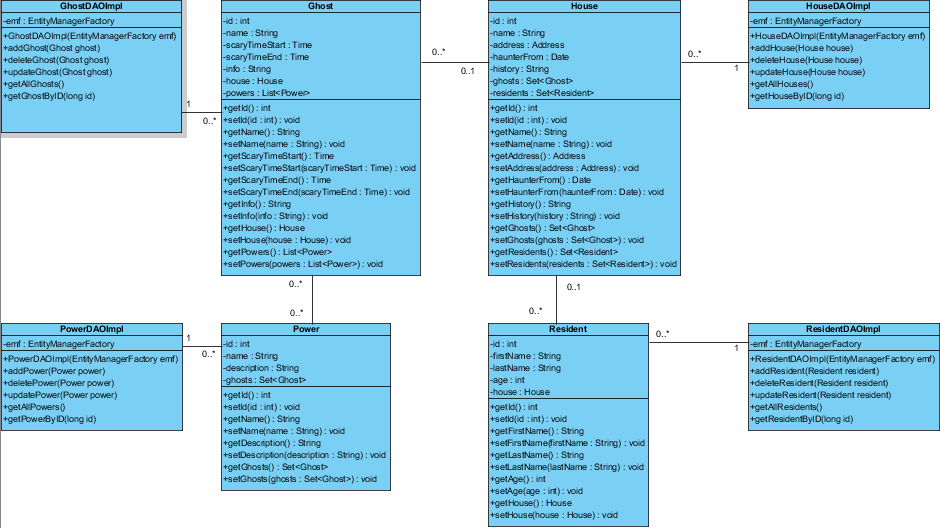 GhostDAOImpl
-emf : EntityManagerFactory
+GhostDAOImpl(EntityManagerFactory emf)
+addGhost(Ghost ghost)
+deleteGhost(Ghost ghost)
+updateGhost(Ghost ghost)
+getAllGhosts()
+getGhostByID(long id)
1
0..*
Ghost
-id : int
-name : String
-scaryTimeStart : Time
-scaryTimeEnd : Time
-info : String
-house : House
-powers : List<Power>
+getId() : int
+setId(id : int) : void
+getName() : String
+setName(name : String) : void
+getScaryTimeStart() : Time
+setScaryTimeStart(scaryTimeStart : Time) : void
+getScaryTimeEnd() : Time
+setScaryTimeEnd(scaryTimeEnd : Time) : void
+getInfo() : String
+setInfo(info : String) : void
+getHouse() : House
+setHouse(house : House) : void
+getPowers() : List<Power>
+setPowers(powers : List<Power>) : void
0..*
0..1
House
-id : int
-name : String
-address : Address
-haunterFrom : Date
-history : String
-ghosts : Set<Ghost>
-residents : Set<Resident>
+getId() : int
+setId(id : int) : void
+getName() : String
+setName(name : String) : void
+getAddress() : Address
+setAddress(address : Address) : void
+getHaunterFrom() : Date
+setHaunterFrom(haunterFrom : Date) : void
+getHistory() : String
+setHistory(history : String) : void
+getGhosts() : Set<Ghost>
+setGhosts(ghosts : Set<Ghost>) : void
+getResidents() : Set<Resident>
+setResidents(residents : Set<Resident>) : void
0..*
1
HouseDAOImpl
-emf : EntityManagerFactory
+HouseDAOImpl(EntityManagerFactory emf)
+addHouse(House house)
+deleteHouse(House house)
+updateHouse(House house)
+getAllHouses()
+getHouseByID(long id)
0..*
0..*
0..1
0..*
PowerDAOImpl
-emf : EntityManagerFactory
+PowerDAOImpl(EntityManagerFactory emf)
+addPower(Power power)
+deletePower(Power power)
+updatePower(Power power)
+getAllPowers()
+getPowerByID(long id)
1
0..*
Power
-id : int
-name : String
-description : String
-ghosts : Set<Ghost>
+getId() : int
+setId(id : int) : void
+getName() : String
+setName(name : String) : void
+getDescription() : String
+setDescription(description : String) : void
+getGhosts() : Set<Ghost>
+setGhosts(ghosts : Set<Ghost>) : void
Resident
-id : int
-firstName : String
-lastName : String
-age : int
-house : House
+getId() : int
+setId(id : int) : void
+getFirstName() : String
+setFirstName(firstName : String) : void
+getLastName() : String
+setLastName(lastName : String) : void
+getAge() : int
+setAge(age : int) : void
+getHouse() : House
+setHouse(house : House) : void
0..*
1
ResidentDAOImpl
-emf : EntityManagerFactory
+ResidentDAOImpl(EntityManagerFactory emf)
+addResident(Resident resident)
+deleteResident(Resident resident)
+updateResident(Resident resident)
+getAllResidents()
+getResidentByID(long id)